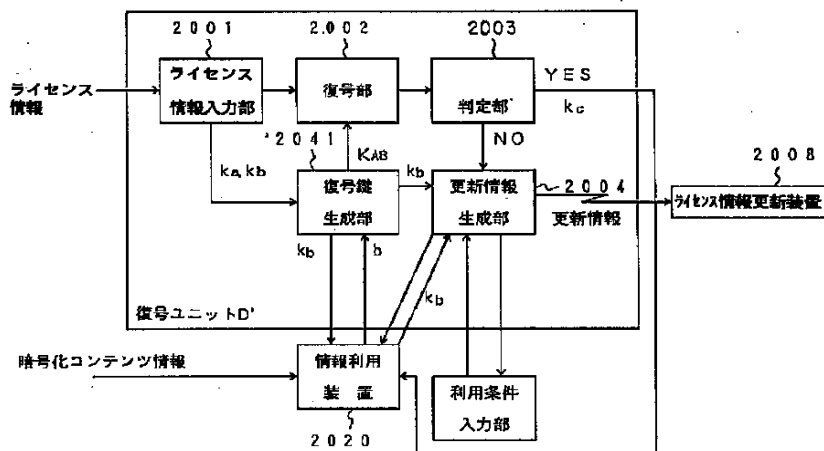 2001
2002
2003
ライセンス
情報
ライセンス
情報入力部
復号部
判定部
YES
kc
2041
KAB
NO
2008
ka,kb
復号鍵
生成部
kb
更新情報
生成部
2004
更新情報
ライセンス情報更新装置
kb
b
kb
復号ユニットD'
暗号化コンテンツ情報
情報利用
装置
利用条件
入力部
2020